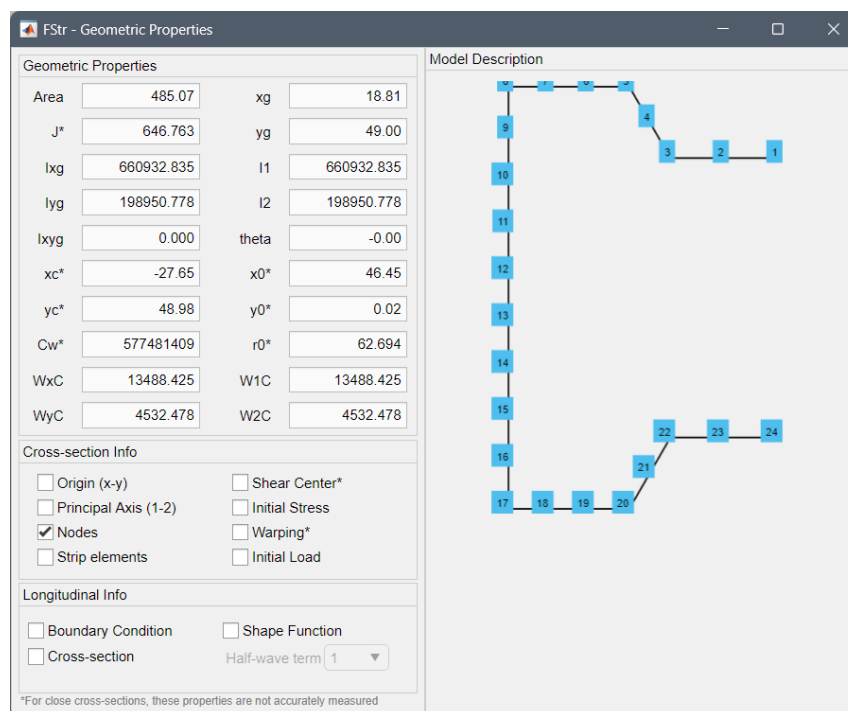 FStr - Geometric Properties
Geometric Properties
Area 485.07 xg 18.81
J* 646.763 yg 49.00
Ixg 660932.835 I1 660932.835
Iyg 198950.778 I2 198950.778
Ixyg 0.000 theta -0.00
xc* -27.65 x0* 46.45
yc* 48.98 y0* 0.02
Cw* 577481409 r0* 62.694
WxC 13488.425 W1C 13488.425
WyC 4532.478 W2C 4532.478
Cross-section Info
Origin (x-y) Shear Center*
Principal Axis (1-2) Initial Stress
Nodes Warping*
Strip elements Initial Load
Longitudinal Info
Boundary Condition Shape Function
Cross-section Half-wave term 1
*For close cross-sections, these properties are not accurately measured
Model Description
8 7 6 5
4
9
3 2 1
10
11
12
13
14
15
22 23 24
16
21
17 18 19 20